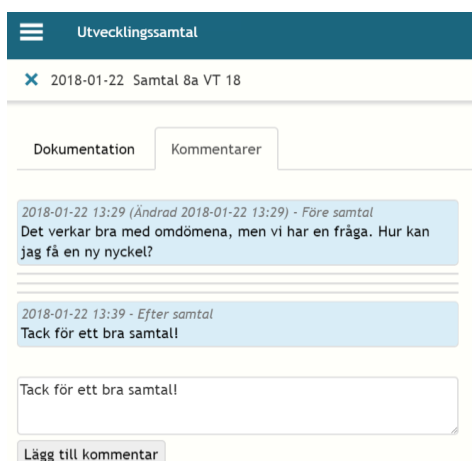 Utvecklingssamtal
2018-01-22 Samtal 8a VT 18
Dokumentation Kommentarer
2018-01-22 13:29 (Ändrad 2018-01-22 13:29) - Före samtal
Det verkar bra med omdömena, men vi har en fråga. Hur kan
jag få en ny nyckel?
2018-01-22 13:39 - Efter samtal
Tack för ett bra samtal!
Tack för ett bra samtal!
Lägg till kommentar